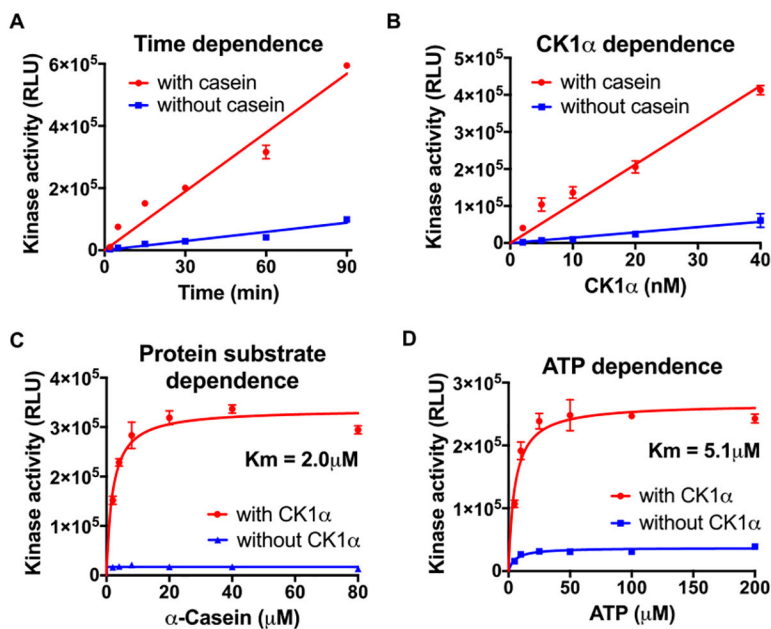 A
Time dependence
Kinase activity (RLU)
6×10⁵
4×10⁵
2×10⁵
0
with casein
without casein
0 30 60 90
Time (min)
B
CK1α dependence
Kinase activity (RLU)
5×10⁵
4×10⁵
3×10⁵
2×10⁵
1×10⁵
0
with casein
without casein
0 10 20 30 40
CK1α (nM)
C
Protein substrate
dependence
Kinase activity (RLU)
4×10⁵
3×10⁵
2×10⁵
1×10⁵
0
Km = 2.0μM
with CK1α
without CK1α
0 20 40 60 80
α-Casein (μM)
D
ATP dependence
Kinase activity (RLU)
3×10⁵
2×10⁵
1×10⁵
0
Km = 5.1μM
with CK1α
without CK1α
0 50 100 150 200
ATP (μM)